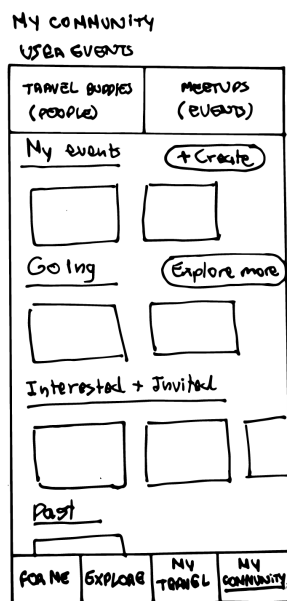 MY COMMUNITY
USER EVENTS
TRAVEL BUDDIES
(PEOPLE)
MEETUPS
(EVENTS)
My events
+ Create
Going
Explore more
Interested + Invited
Past
FOR ME
EXPLORE
MY
TRAVEL
MY
COMMUNITY